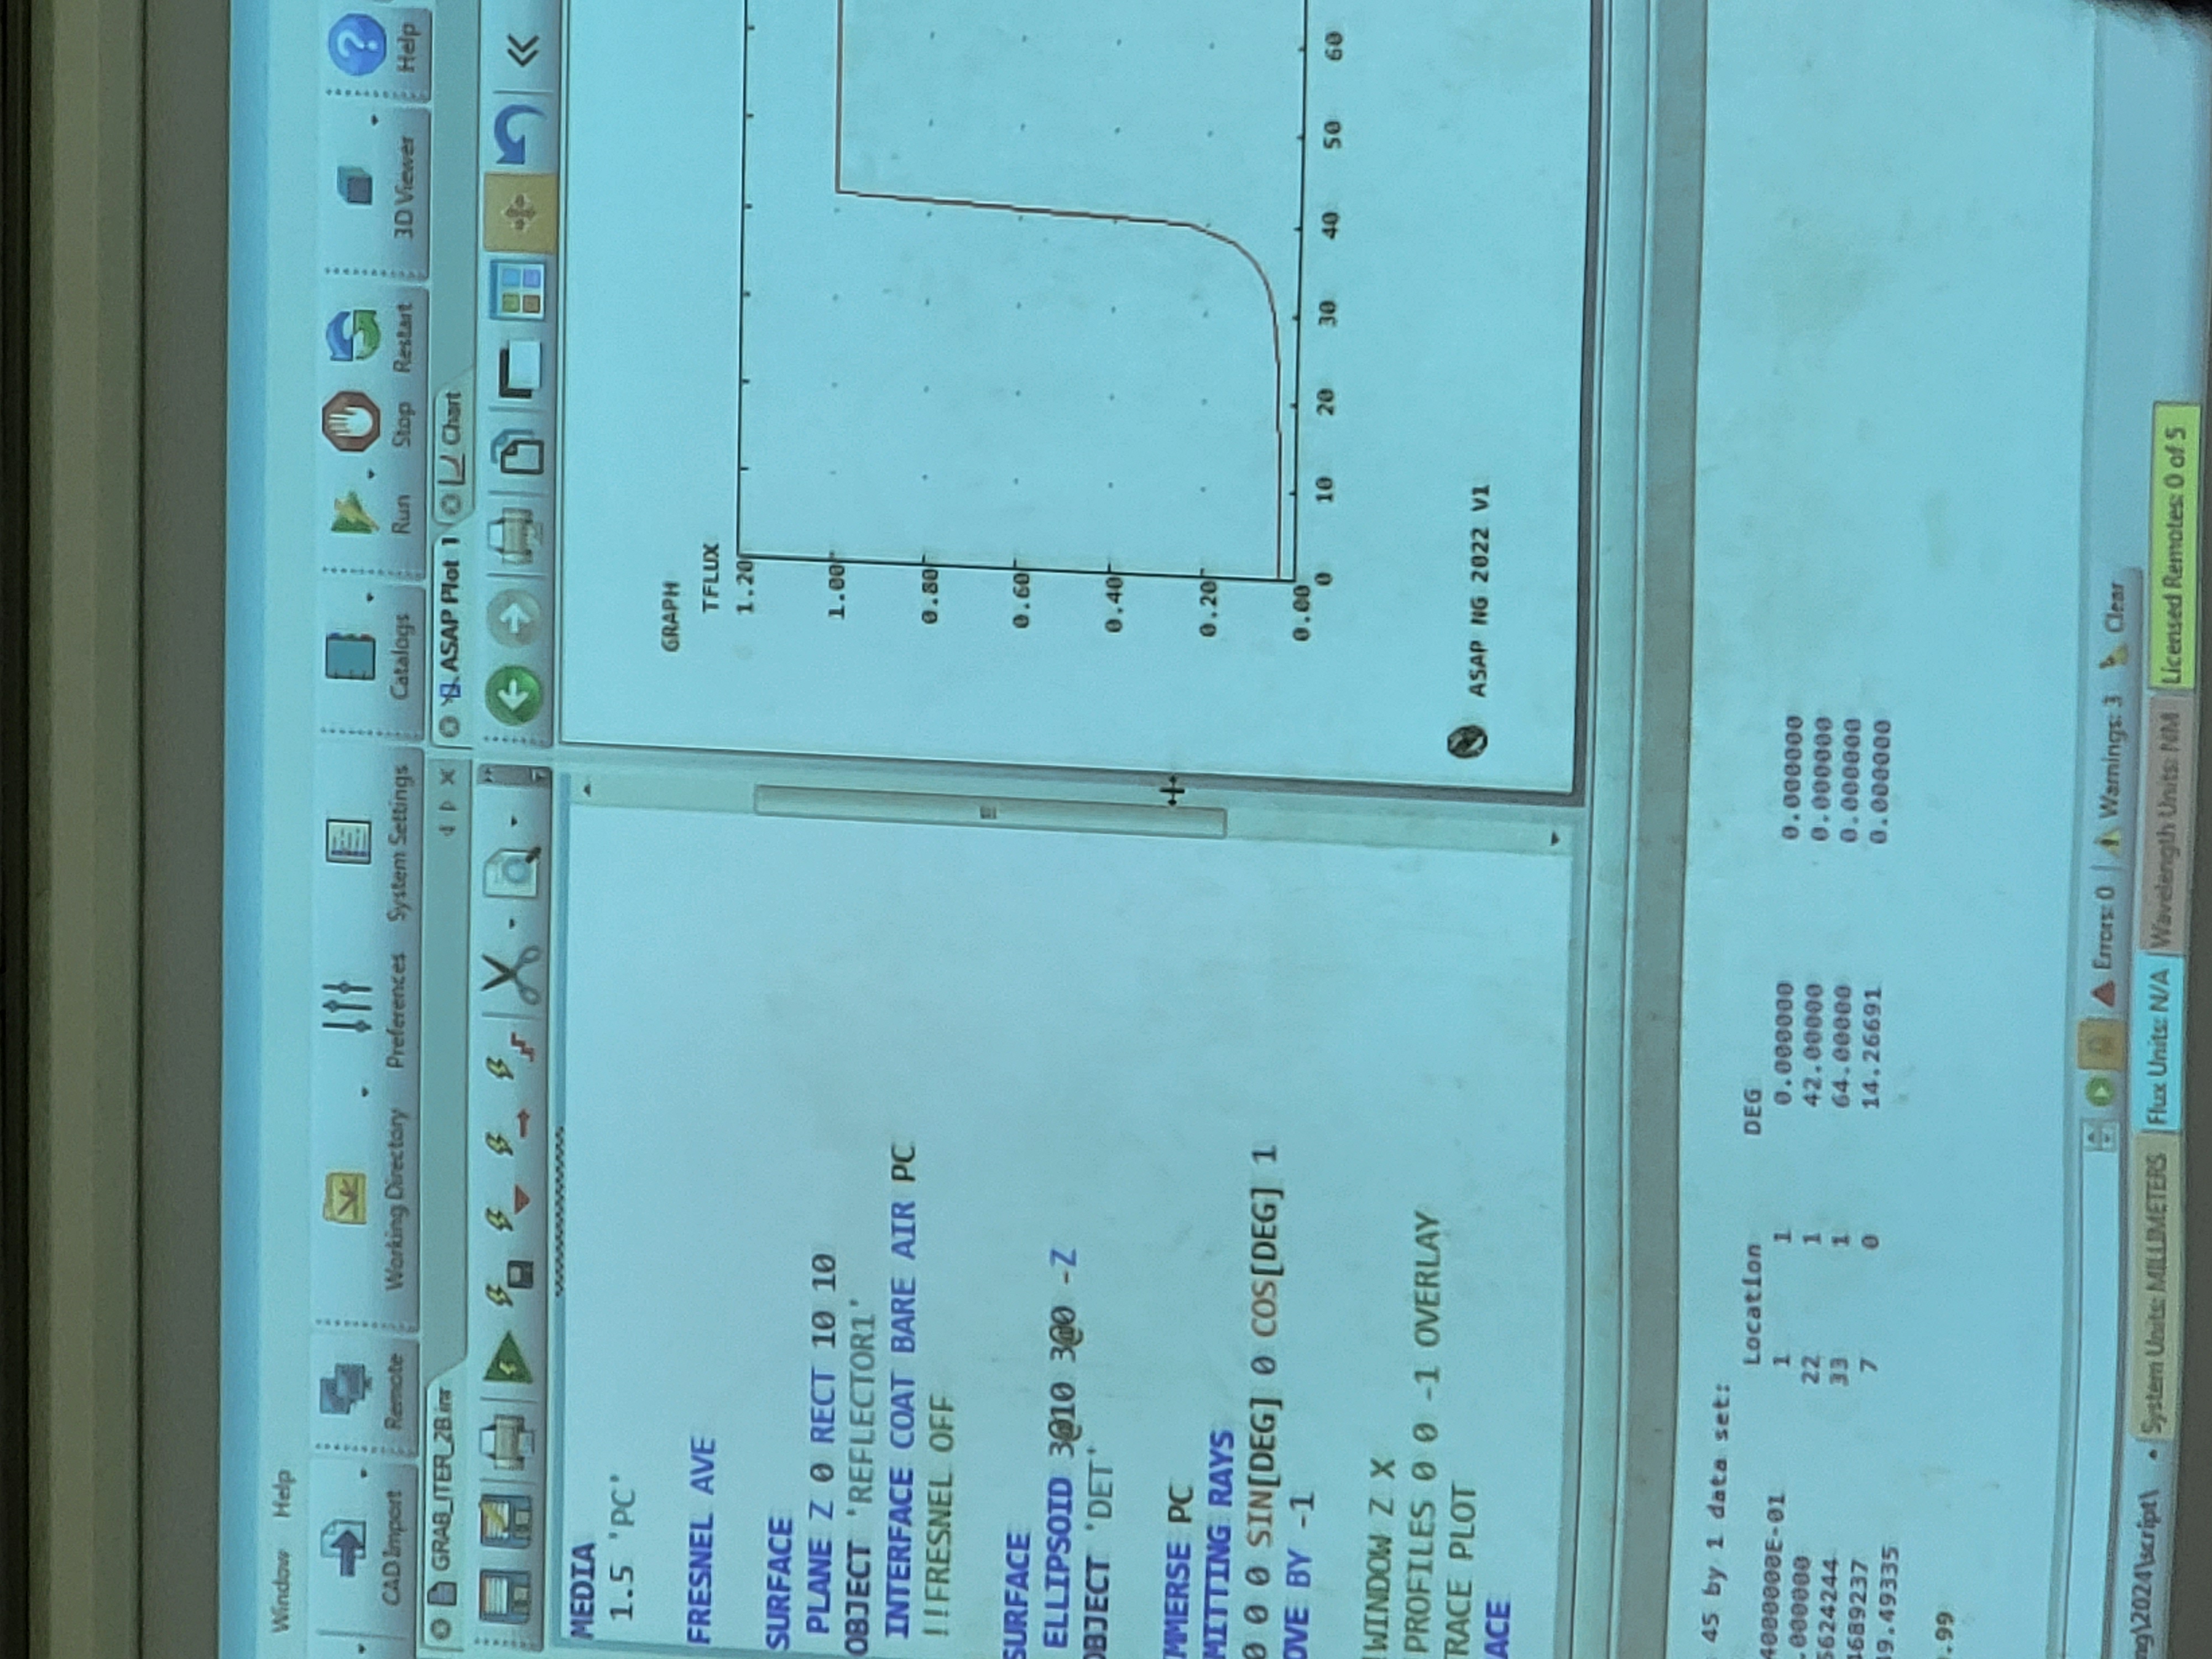 Window Help
CAD Import Remote Working Directory Preferences System Settings Catalogs Run Stop Restart 3D Viewer Help
GRAB_ITER_2B.inr
ASAP Plot 1 Chart
MEDIA
1.5 'PC'
FRESNEL AVE
SURFACE
PLANE Z 0 RECT 10 10
OBJECT 'REFLECTOR1'
INTERFACE COAT BARE AIR PC
!!FRESNEL OFF
SURFACE
ELLIPSOID 3@10 3@0 -Z
OBJECT 'DET'
MMERSE PC
MITTING RAYS
0 0 0 SIN[DEG] 0 COS[DEG] 1
OVE BY -1
!WINDOW Z X
PROFILES 0 0 -1 OVERLAY
RACE PLOT
ACE
GRAPH
TFLUX
1.20
1.00
0.80
0.60
0.40
0.20
0.00
0 10 20 30 40 50 60
ASAP NG 2022 V1
45 by 1 data set:
Location DEG
4000000E-01 1 1 0.000000 0.000000
.000000 22 1 42.00000 0.000000
5624244 33 1 64.00000 0.000000
4689237 7 0 14.26691 0.000000
49.49335
.99
Errors: 0 Warnings: 3 Clear
ng\2024\script\ System Units: MILLIMETERS Flux Units: N/A Wavelength Units: NM Licensed Remotes: 0 of 5